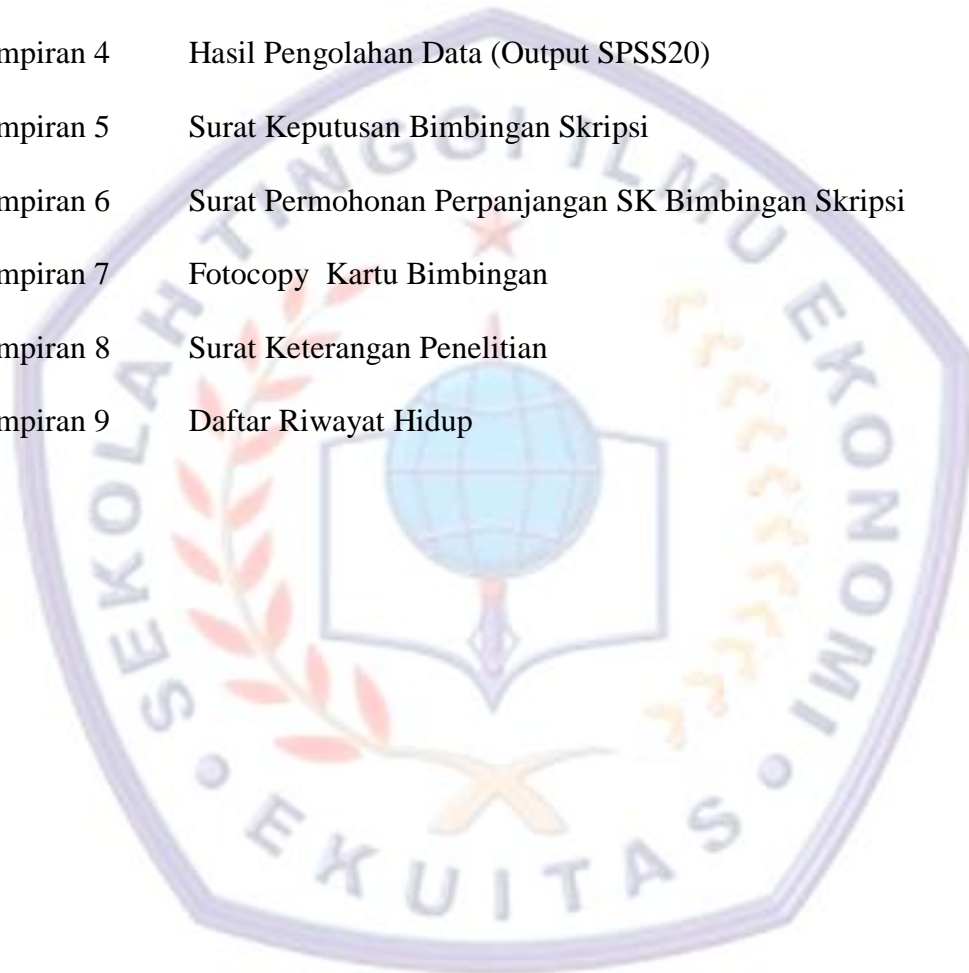 mpiran 4 Hasil Pengolahan Data (Output SPSS20)
mpiran 5 Surat Keputusan Bimbingan Skripsi
mpiran 6 Surat Permohonan Perpanjangan SK Bimbingan Skripsi
mpiran 7 Fotocopy Kartu Bimbingan
mpiran 8 Surat Keterangan Penelitian
mpiran 9 Daftar Riwayat Hidup
SEKOLAH TINGGI ILMU EKONOMI
EKUITAS